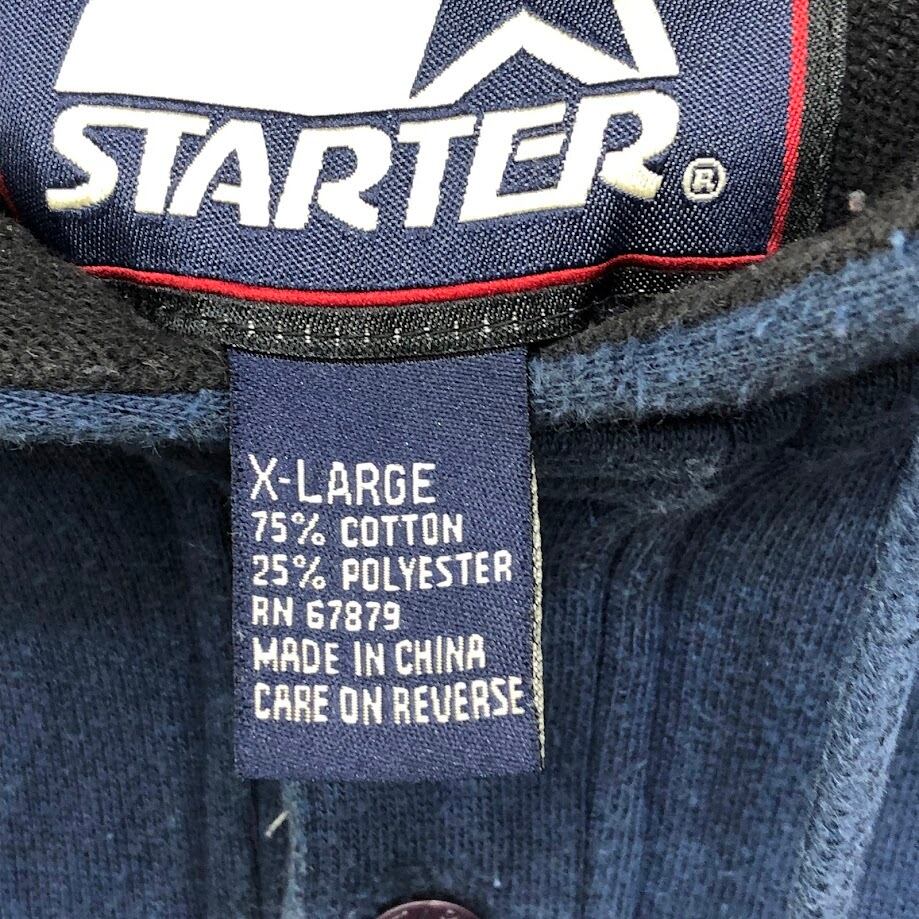 STARTER®
X-LARGE
75% COTTON
25% POLYESTER
RN 67879
MADE IN CHINA
CARE ON REVERSE